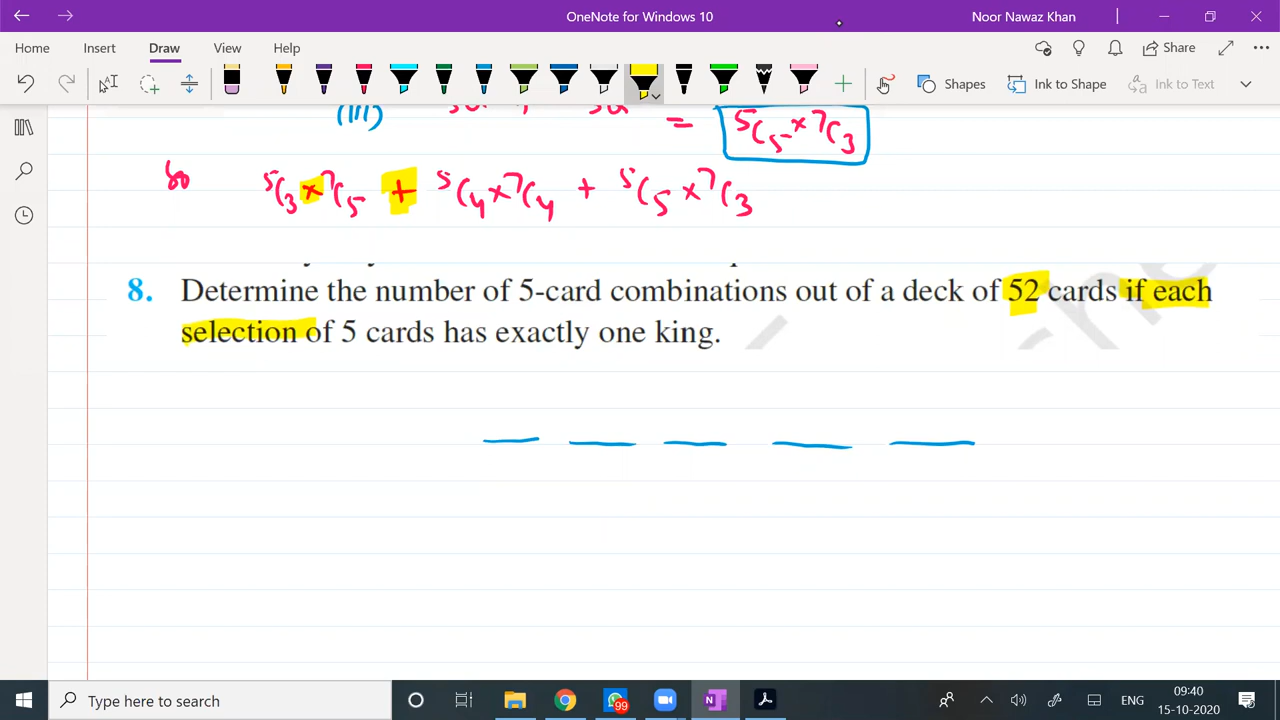 OneNote for Windows 10
Noor Nawaz Khan
Home Insert Draw View Help
Share
Shapes
Ink to Shape
Ink to Text
(III)
= ⁵C₅ × ⁷C₃
so ⁵C₃ × ⁷C₅ + ⁵C₄ × ⁷C₄ + ⁵C₅ × ⁷C₃
8. Determine the number of 5-card combinations out of a deck of 52 cards if each
selection of 5 cards has exactly one king.
Type here to search
99
ENG
09:40
15-10-2020